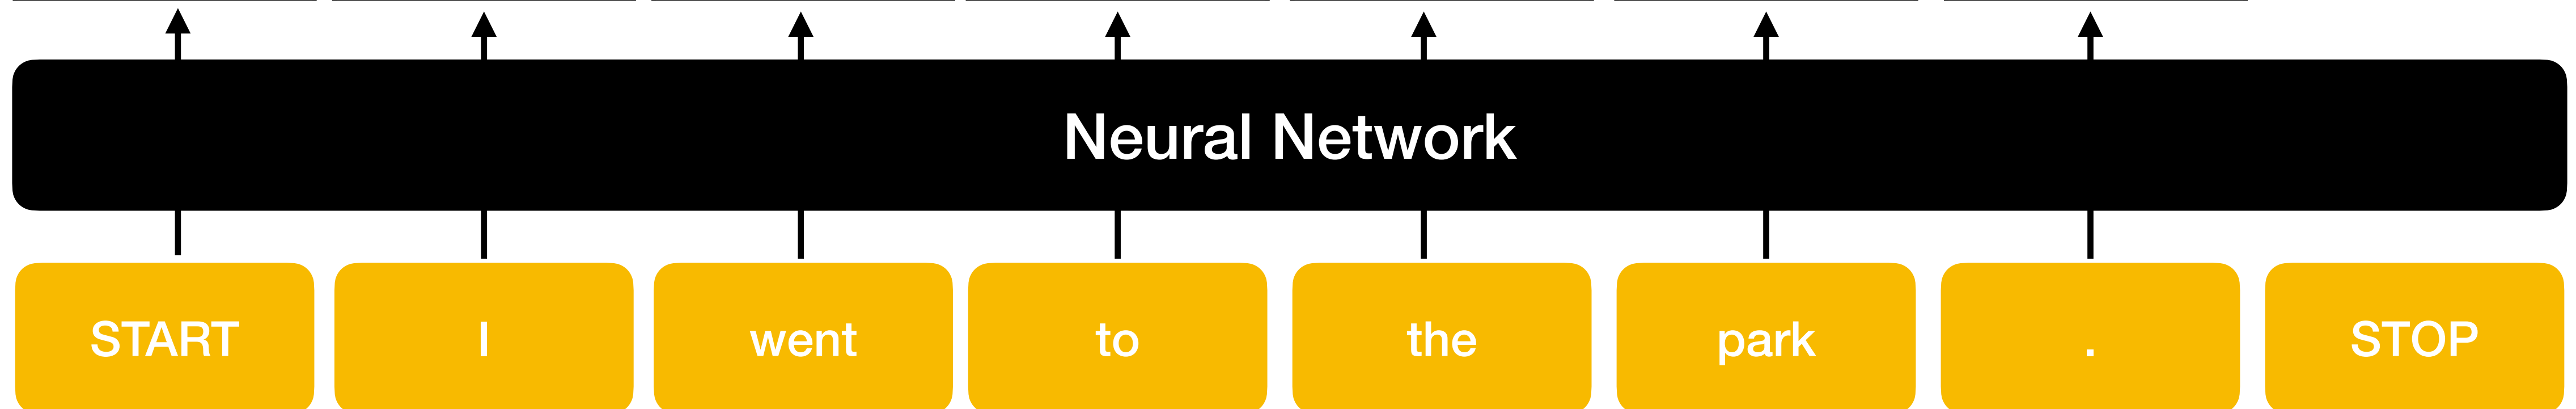 Neural Network
START I went to the park . STOP